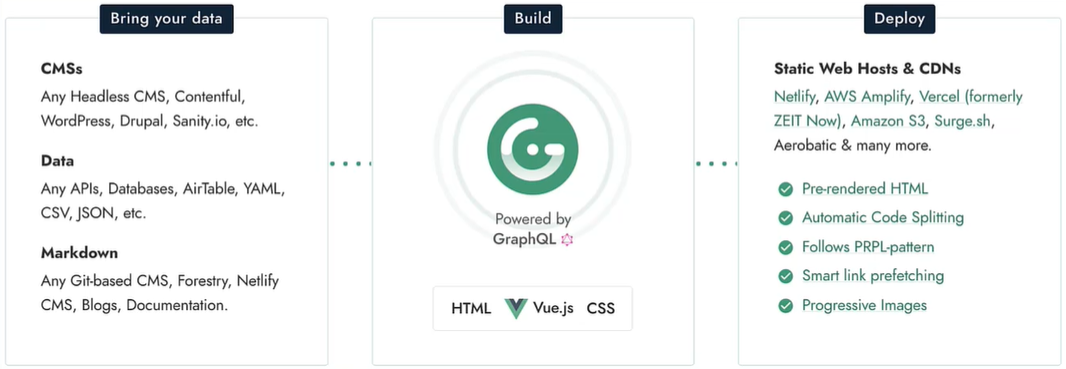 Bring your data
CMSs
Any Headless CMS, Contentful,
WordPress, Drupal, Sanity.io, etc.
Data
Any APIs, Databases, AirTable, YAML,
CSV, JSON, etc.
Markdown
Any Git-based CMS, Forestry, Netlify
CMS, Blogs, Documentation.
Build
Powered by
GraphQL
HTML Vue.js CSS
Deploy
Static Web Hosts & CDNs
Netlify, AWS Amplify, Vercel (formerly
ZEIT Now), Amazon S3, Surge.sh,
Aerobatic & many more.
Pre-rendered HTML
Automatic Code Splitting
Follows PRPL-pattern
Smart link prefetching
Progressive Images